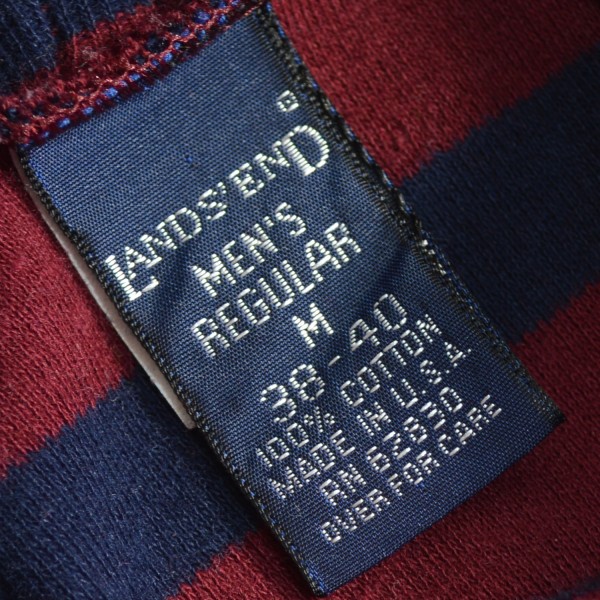 LANDS' END
MEN'S
REGULAR
M
38-40
100% COTTON
MADE IN U.S.A.
RN 62830
OVER FOR CARE